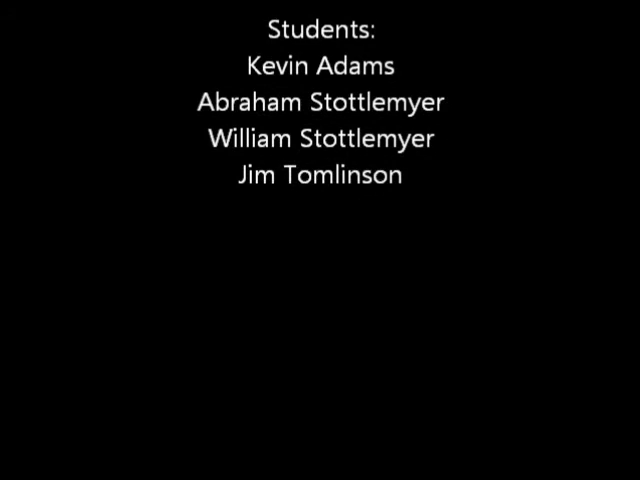 Students:
Kevin Adams
Abraham Stottlemyer
William Stottlemyer
Jim Tomlinson